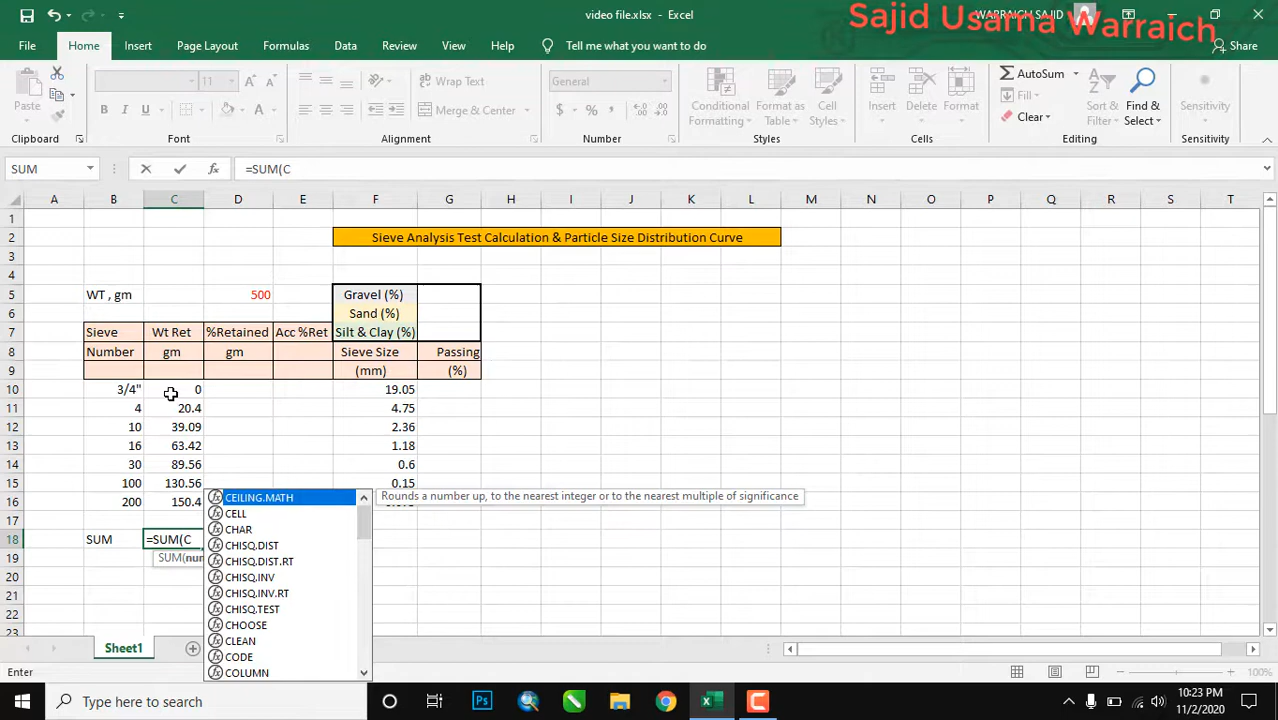 video file.xlsx - Excel
WARRAICH SAJID
Sajid Usama Warraich
File Home Insert Page Layout Formulas Data Review View Help Tell me what you want to do Share
Paste
Clipboard
11
B I U
Font
Wrap Text
Merge & Center
Alignment
General
$ % ,
Number
Conditional Formatting
Format as Table
Cell Styles
Styles
Insert Delete Format
Cells
AutoSum
Fill
Clear
Sort & Filter
Find & Select
Editing
Sensitivity
Sensitivity
SUM =SUM(C
A B C D E F G H I J K L M N O P Q R S T
1
2 Sieve Analysis Test Calculation & Particle Size Distribution Curve
3
4
5 WT , gm 500 Gravel (%)
6 Sand (%)
7 Sieve Wt Ret %Retained Acc %Ret Silt & Clay (%)
8 Number gm gm Sieve Size Passing
9 (mm) (%)
10 3/4" 0 19.05
11 4 20.4 4.75
12 10 39.09 2.36
13 16 63.42 1.18
14 30 89.56 0.6
15 100 130.56 0.15
16 200 150.4
CEILING.MATH Rounds a number up, to the nearest integer or to the nearest multiple of significance
17 CELL
CHAR
18 SUM =SUM(C CHISQ.DIST
19 SUM(num CHISQ.DIST.RT
20 CHISQ.INV
CHISQ.INV.RT
21 CHISQ.TEST
22 CHOOSE
23 CLEAN
Sheet1 CODE
Enter COLUMN 100%
Type here to search
Ps
10:23 PM
11/2/2020